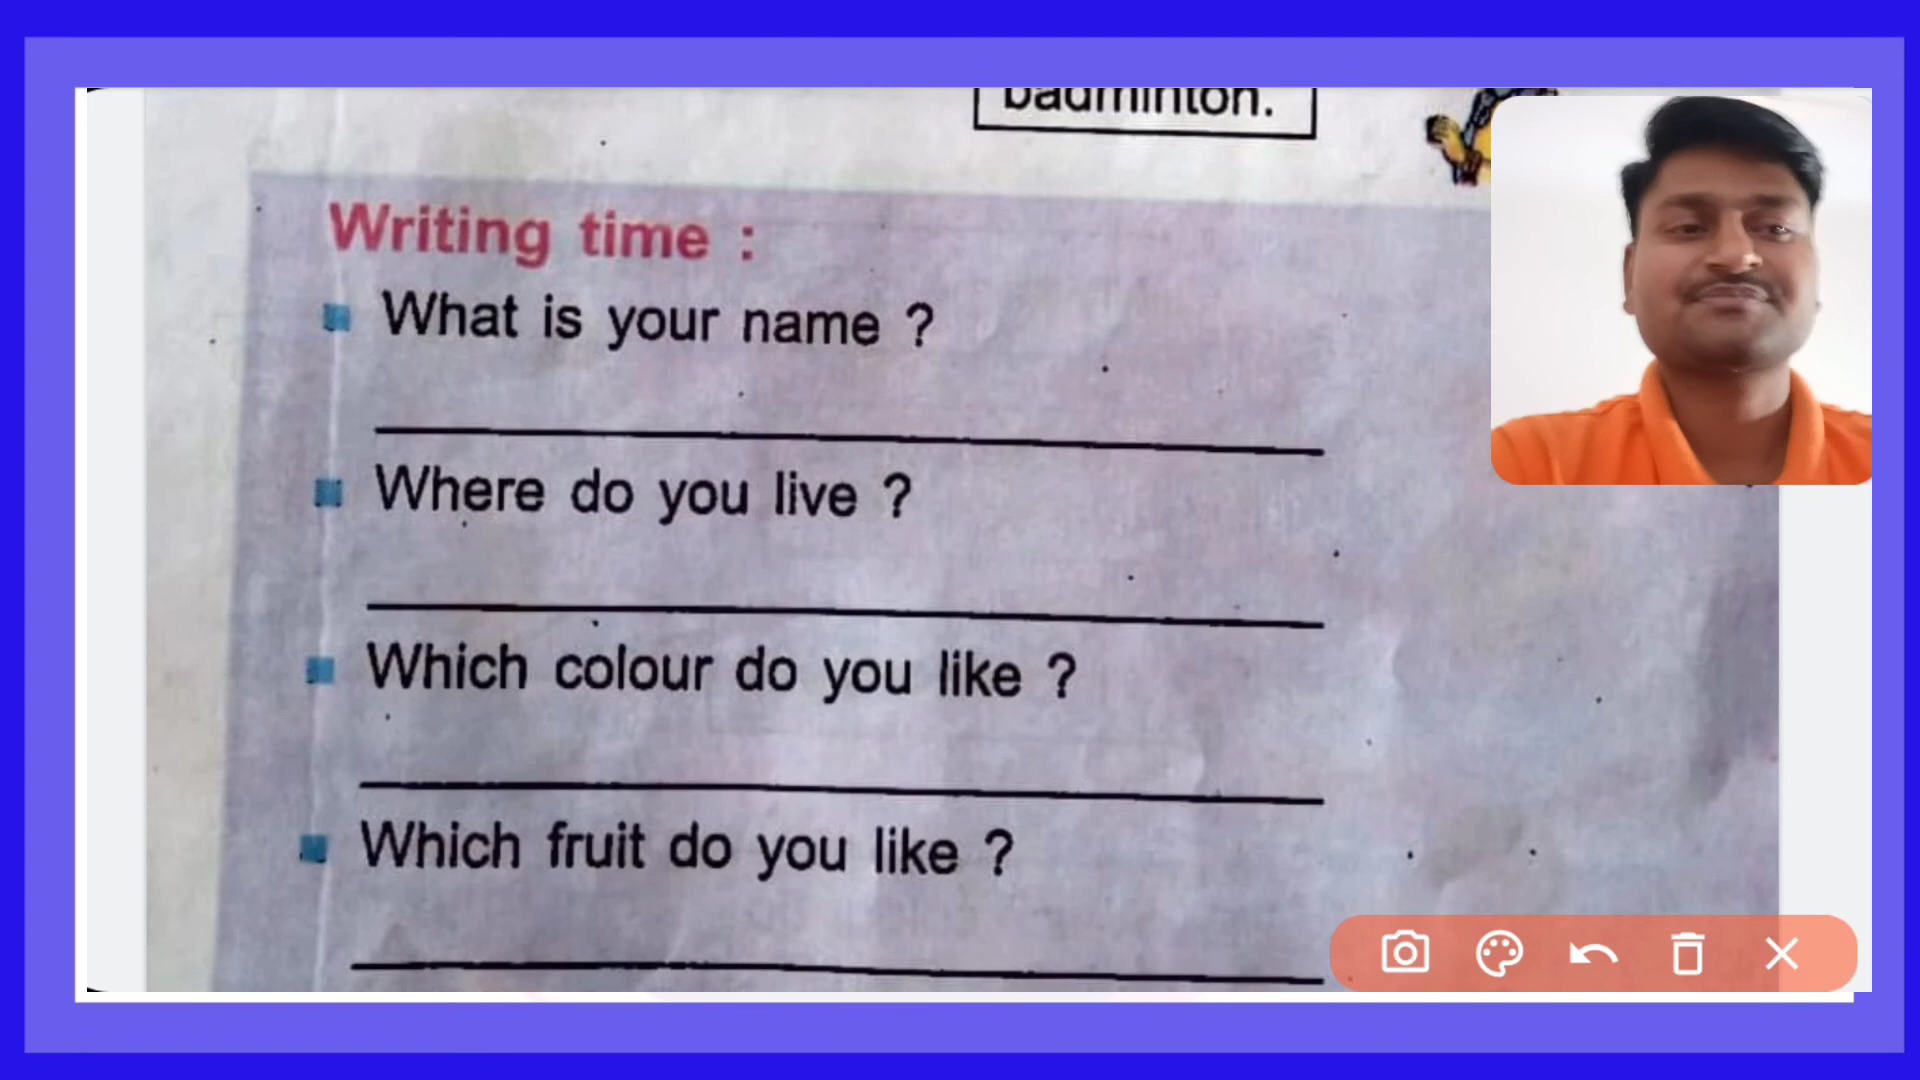 badminton.
Writing time :
What is your name ?
Where do you live ?
Which colour do you like ?
Which fruit do you like ?